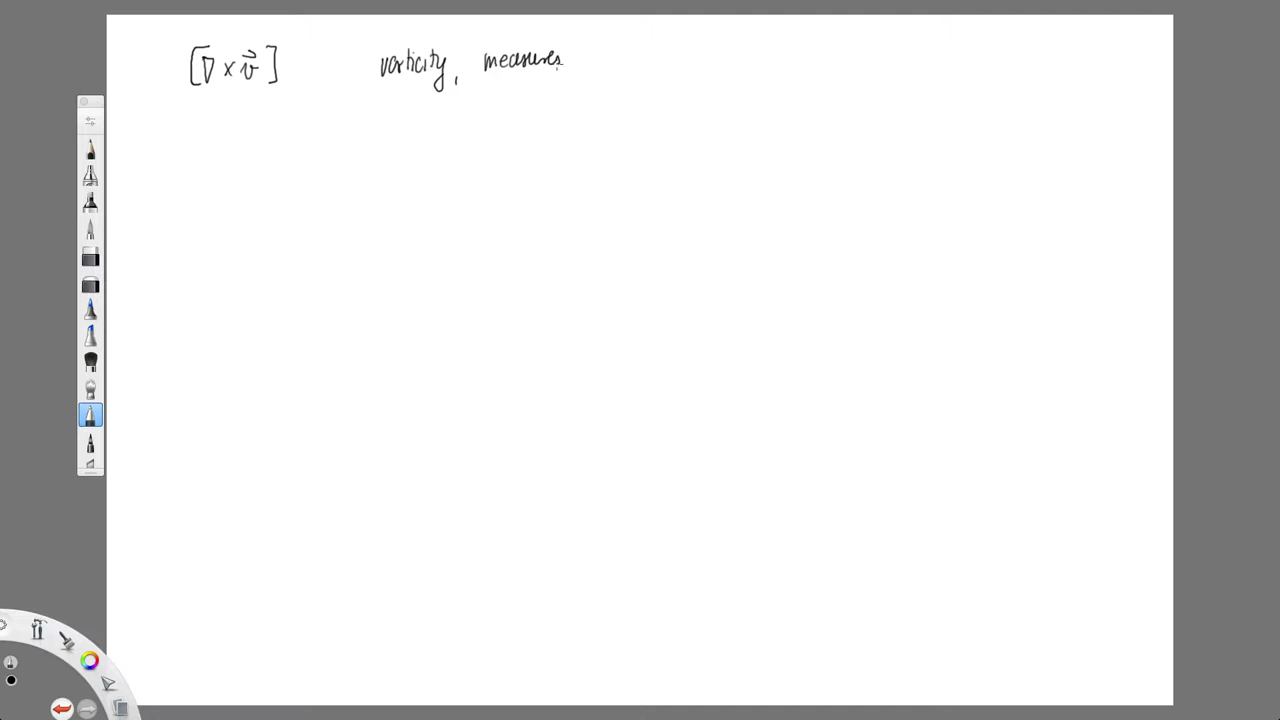 [∇ × v⃗] vorticity, measures